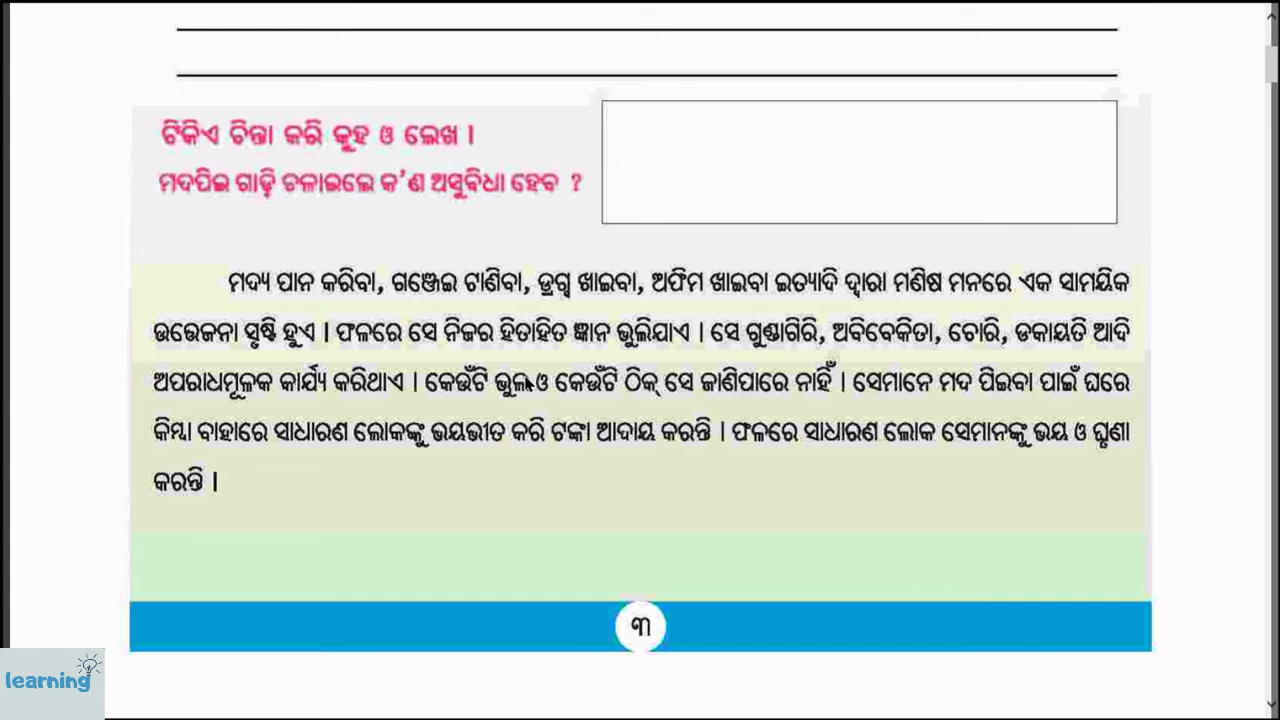 ଟିକିଏ ଚିନ୍ତା କରି କୁହ ଓ ଲେଖ ।
ମଦପିଇ ଗାଡ଼ି ଚଳାଇଲେ କ'ଣ ଅସୁବିଧା ହେବ ?
ମଦ୍ୟ ପାନ କରିବା, ଗଞ୍ଜେଇ ଟାଣିବା, ଡ୍ରଗ୍ସ ଖାଇବା, ଅଫିମ ଖାଇବା ଇତ୍ୟାଦି ଦ୍ୱାରା ମଣିଷ ମନରେ ଏକ ସାମୟିକ
ଉତ୍ତେଜନା ସୃଷ୍ଟି ହୁଏ । ଫଳରେ ସେ ନିଜର ହିତାହିତ ଜ୍ଞାନ ଭୁଲିଯାଏ । ସେ ଗୁଣ୍ଡାଗିରି, ଅବିବେକିତା, ଚୋରି, ଡକାୟତି ଆଦି
ଅପରାଧମୂଳକ କାର୍ଯ୍ୟ କରିଥାଏ । କେଉଁଟି ଭୁଲ ଓ କେଉଁଟି ଠିକ୍ ସେ ଜାଣିପାରେ ନାହିଁ । ସେମାନେ ମଦ ପିଇବା ପାଇଁ ଘରେ
କିମ୍ବା ବାହାରେ ସାଧାରଣ ଲୋକଙ୍କୁ ଭୟଭୀତ କରି ଟଙ୍କା ଆଦାୟ କରନ୍ତି । ଫଳରେ ସାଧାରଣ ଲୋକ ସେମାନଙ୍କୁ ଭୟ ଓ ଘୃଣା
କରନ୍ତି ।
୩
learning